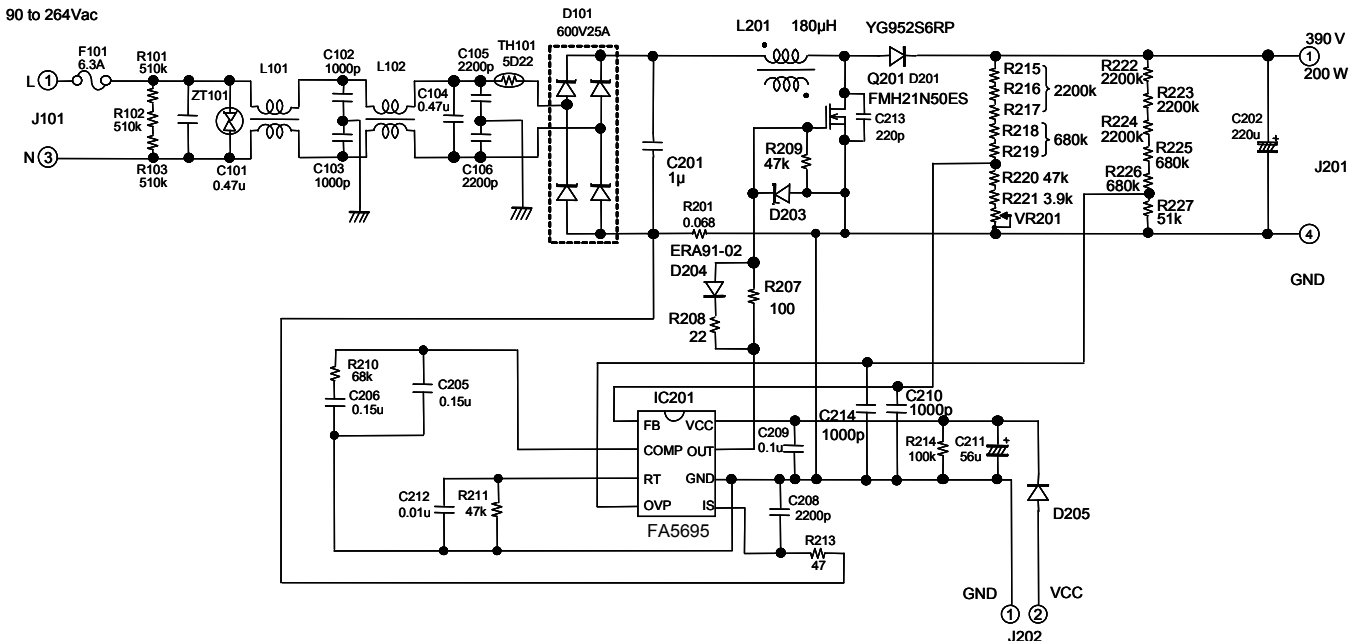 90 to 264Vac
F101
6.3A
L 1
J101
N 3
R101
510k
R102
510k
R103
510k
ZT101
C101
0.47u
L101
C102
1000p
C103
1000p
L102
C104
0.47u
C105
2200p
C106
2200p
TH101
5D22
D101
600V25A
C201
1µ
R201
0.068
L201 180µH
YG952S6RP
Q201 D201
FMH21N50ES
C213
220p
R209
47k
D203
ERA91-02
D204
R207
100
R208
22
R215
R216
R217
2200k
R218
R219
680k
R220 47k
R221 3.9k
VR201
R222
2200k
R223
2200k
R224
2200k
R225
680k
R226
680k
R227
51k
C202
220u
+
390 V
1
200 W
J201
4
GND
R210
68k
C206
0.15u
C205
0.15u
C212
0.01u
R211
47k
IC201
FB VCC
COMP OUT
RT GND
OVP IS
FA5695
C209
0.1u
C208
2200p
R213
47
C214
1000p
C210
1000p
R214
100k
C211
56u
+
D205
GND VCC
1 2
J202